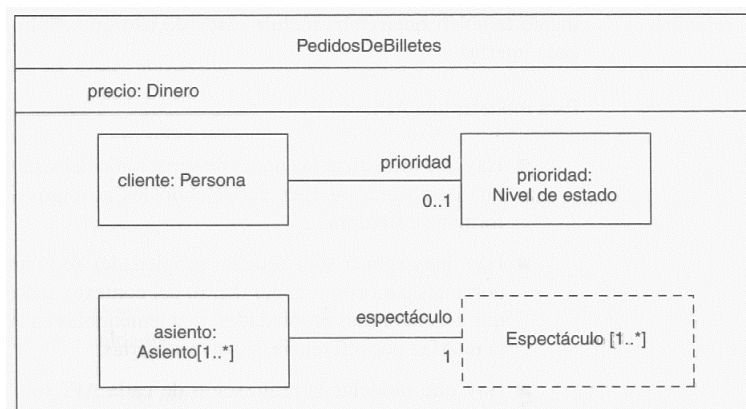 PedidosDeBilletes
precio: Dinero
cliente: Persona
prioridad
0..1
prioridad:
Nivel de estado
asiento:
Asiento[1..*]
espectáculo
1
Espectáculo [1..*]